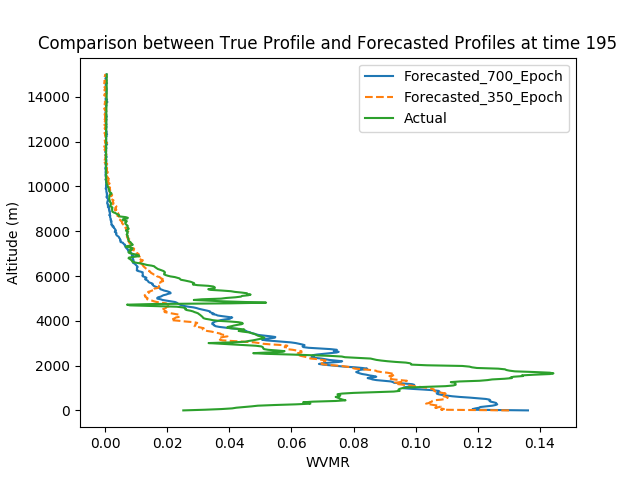 Comparison between True Profile and Forecasted Profiles at time 195
Forecasted_700_Epoch
Forecasted_350_Epoch
Actual
Altitude (m)
14000
12000
10000
8000
6000
4000
2000
0
0.00 0.02 0.04 0.06 0.08 0.10 0.12 0.14
WVMR